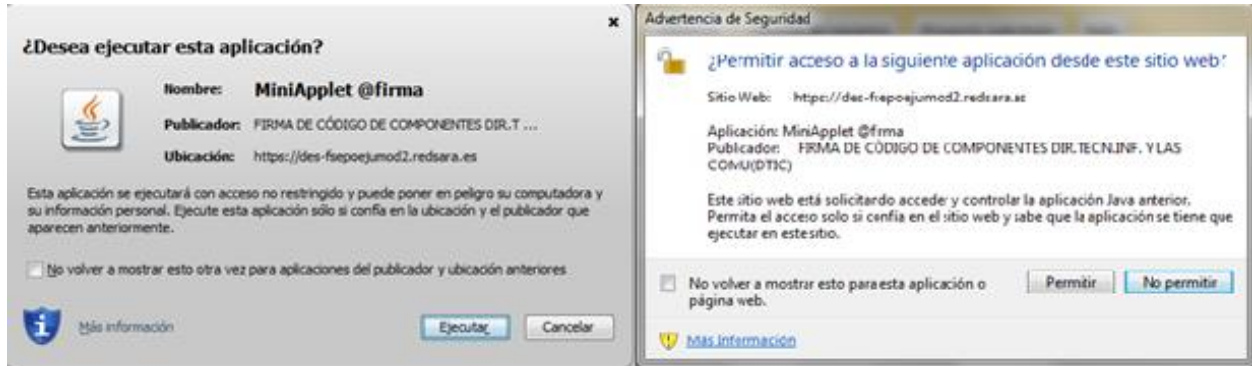 ¿Desea ejecutar esta aplicación?
Nombre: MiniApplet @firma
Publicador: FIRMA DE CÓDIGO DE COMPONENTES DIR.T ...
Ubicación: https://des-fsepoejumod2.redsara.es
Esta aplicación se ejecutará con acceso no restringido y puede poner en peligro su computadora y
su información personal. Ejecute esta aplicación sólo si confía en la ubicación y el publicador que
aparecen anteriormente.
No volver a mostrar esto otra vez para aplicaciones del publicador y ubicación anteriores
Más información
Ejecutar
Cancelar
Advertencia de Seguridad
¿Permitir acceso a la siguiente aplicación desde este sitio web?
Sitio Web: https://des-fsepoejumod2.redsara.es
Aplicación: MiniApplet @firma
Publicador: FIRMA DE CÓDIGO DE COMPONENTES DIR.TECN.INF. Y LAS
COMU(DTIC)
Este sitio web está solicitando acceder y controlar la aplicación Java anterior.
Permita el acceso solo si confía en el sitio web y sabe que la aplicación se tiene que
ejecutar en este sitio.
No volver a mostrar esto para esta aplicación o
página web.
Permitir
No permitir
Más Información